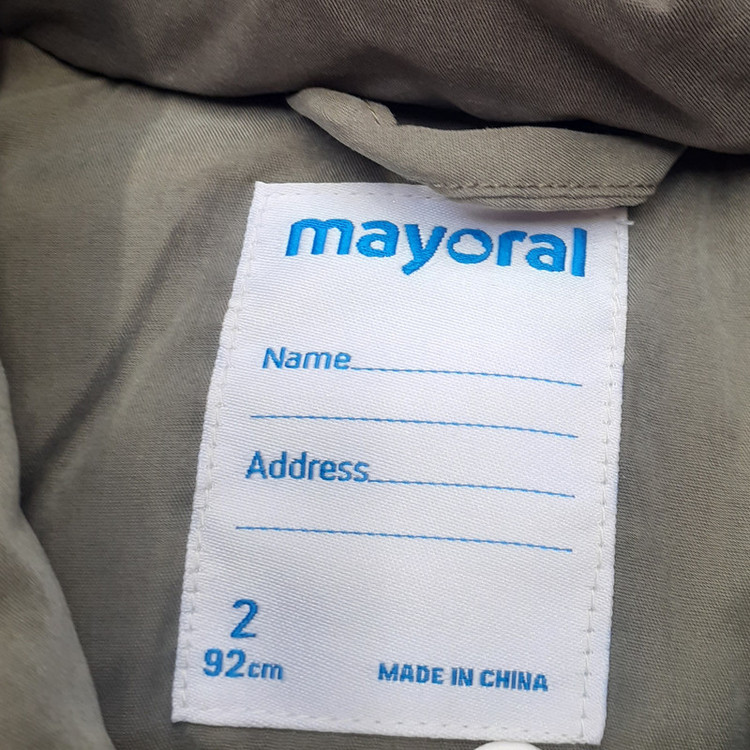 mayoral
Name
Address
2
92cm
MADE IN CHINA